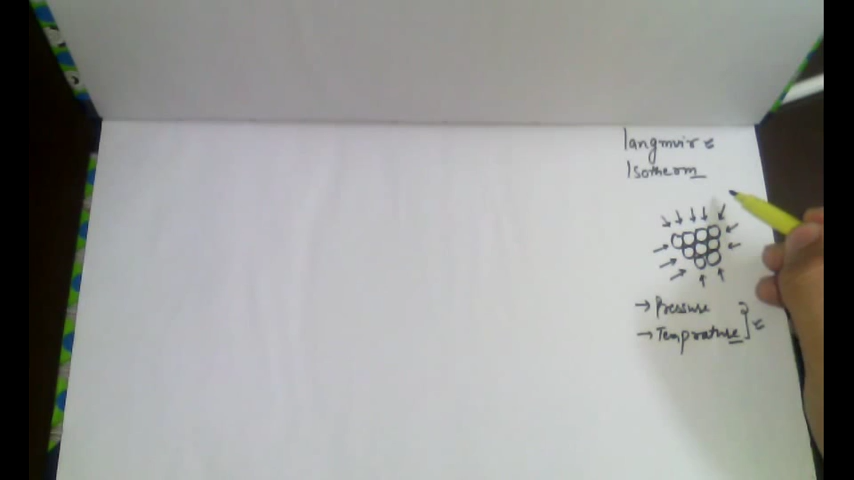 langmuir
Isotherm
→ Pressure
→ Temprature